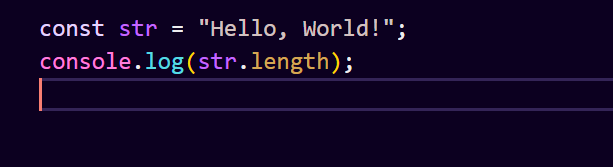 const str = "Hello, World!";
console.log(str.length);